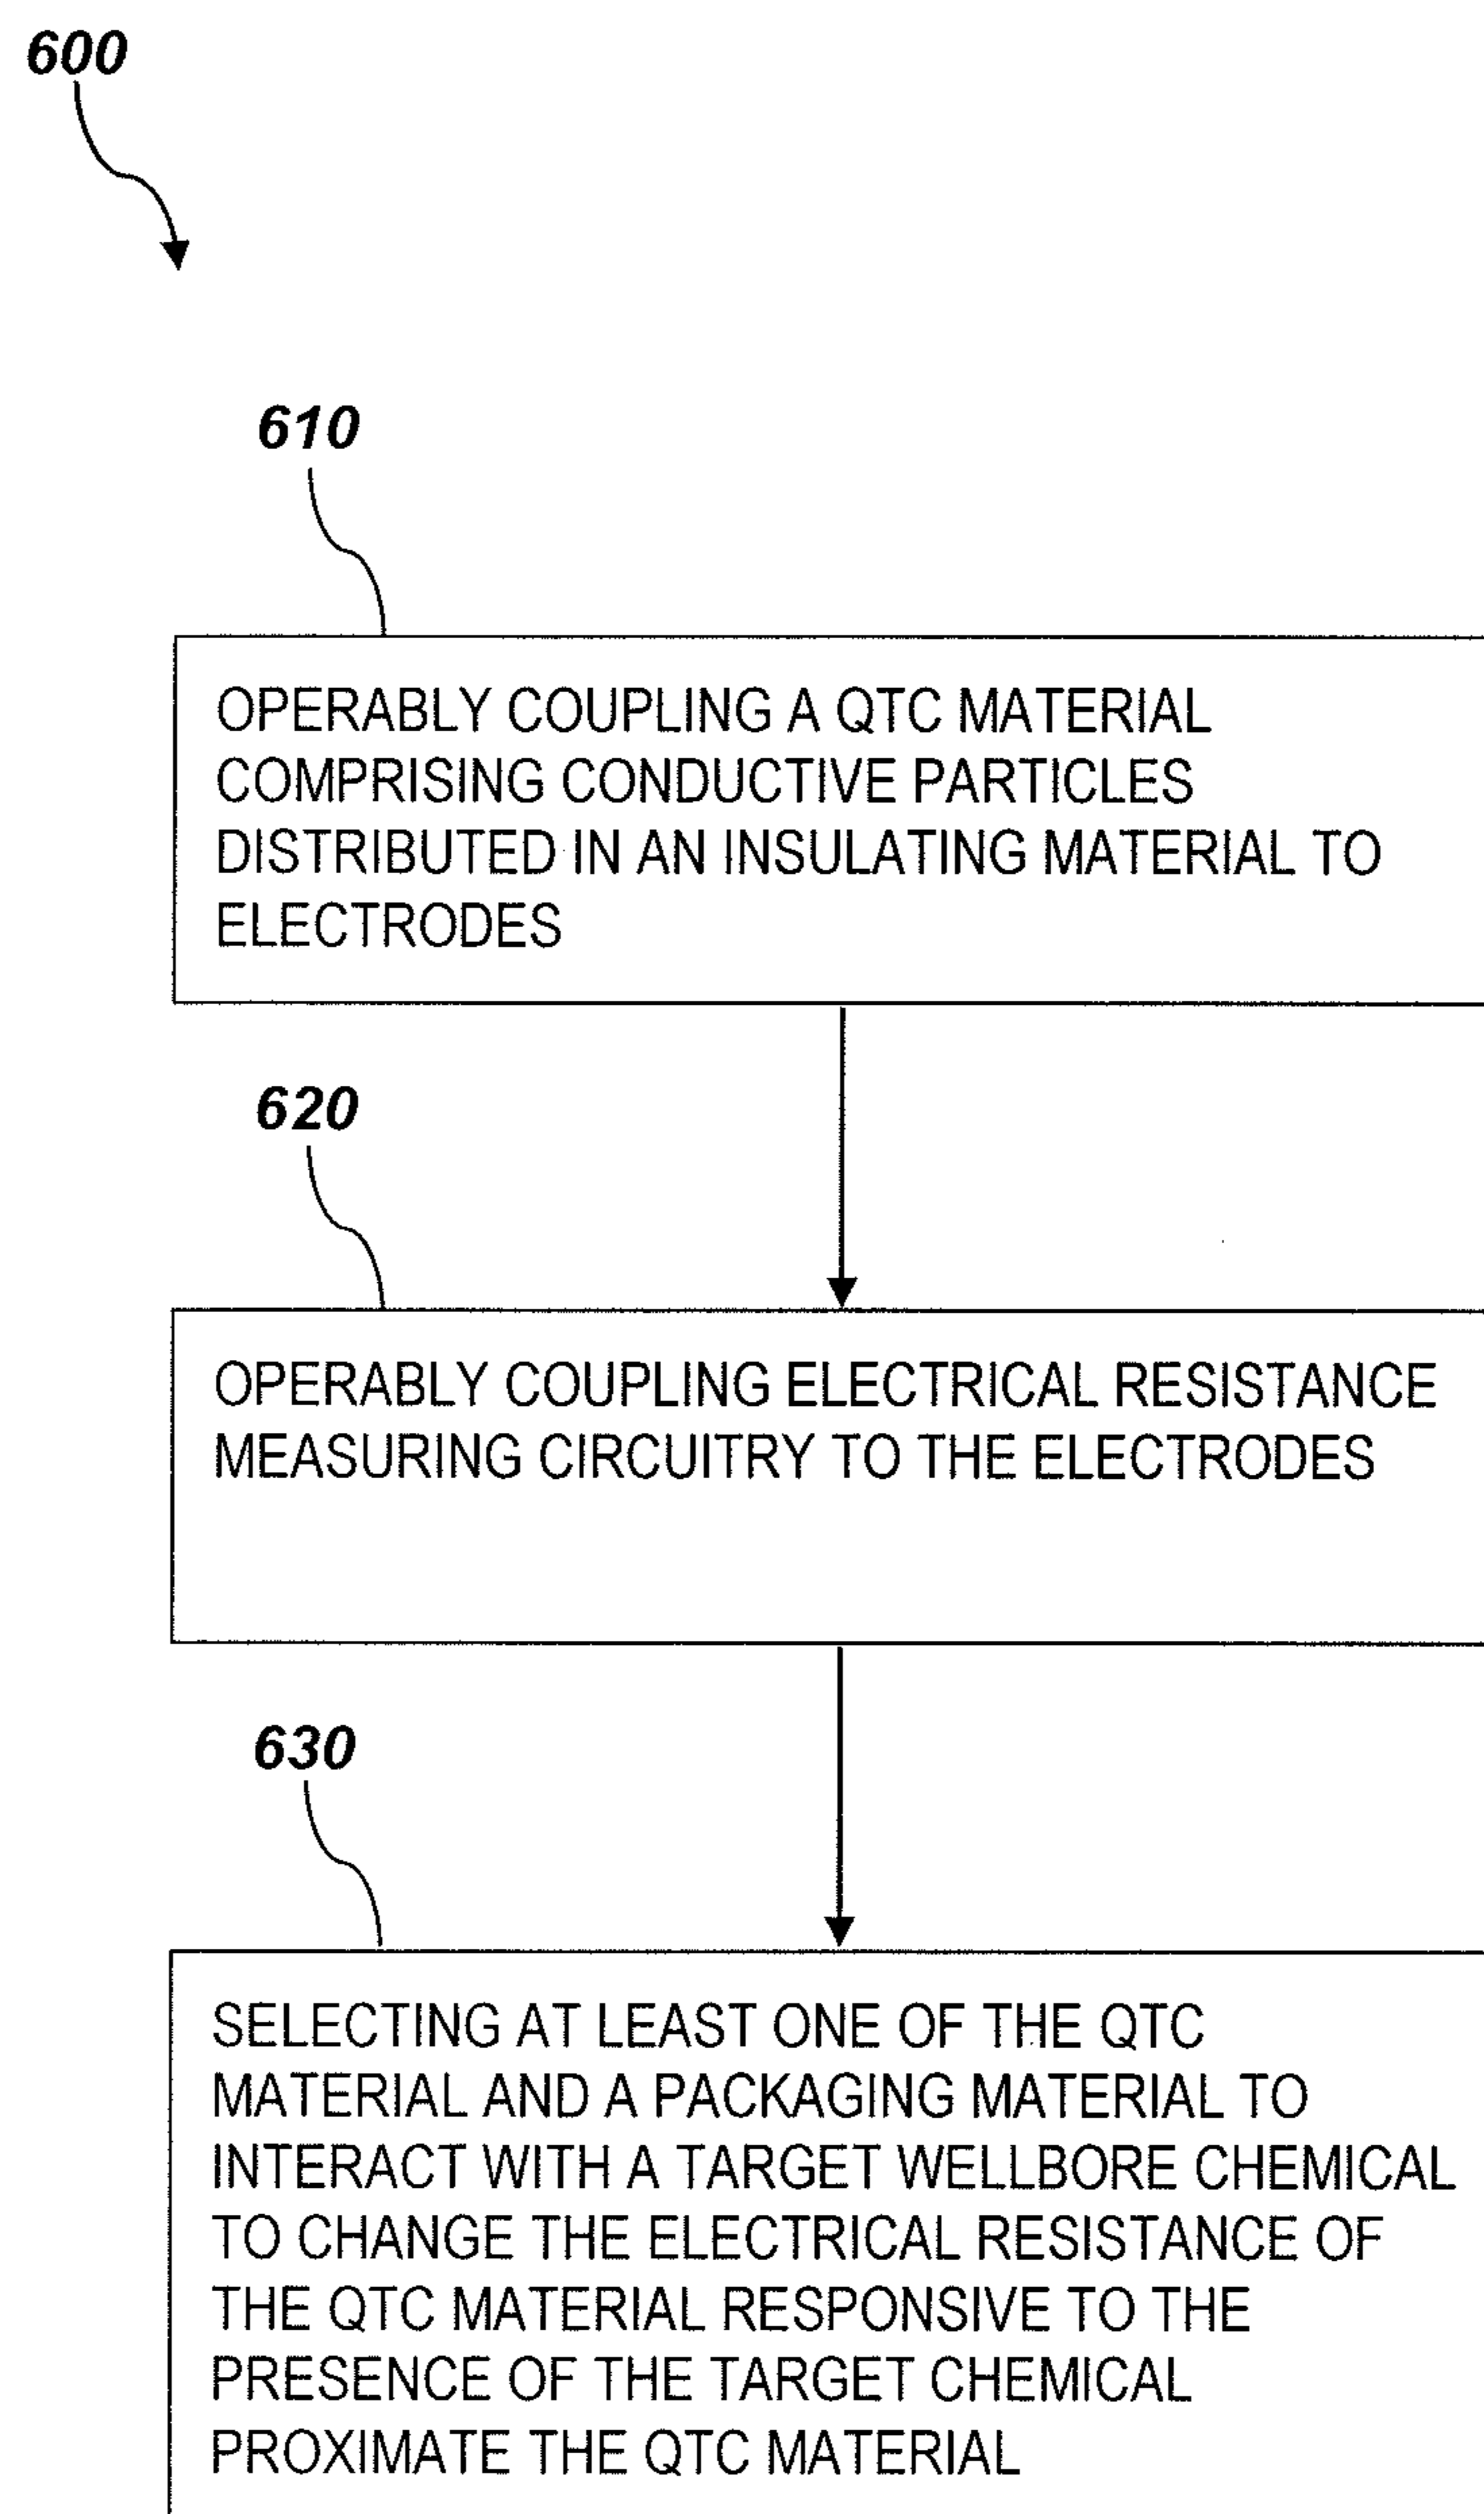 600
610
OPERABLY COUPLING A QTC MATERIAL
COMPRISING CONDUCTIVE PARTICLES
DISTRIBUTED IN AN INSULATING MATERIAL TO
ELECTRODES
620
OPERABLY COUPLING ELECTRICAL RESISTANCE
MEASURING CIRCUITRY TO THE ELECTRODES
630
SELECTING AT LEAST ONE OF THE QTC
MATERIAL AND A PACKAGING MATERIAL TO
INTERACT WITH A TARGET WELLBORE CHEMICAL
TO CHANGE THE ELECTRICAL RESISTANCE OF
THE QTC MATERIAL RESPONSIVE TO THE
PRESENCE OF THE TARGET CHEMICAL
PROXIMATE THE QTC MATERIAL